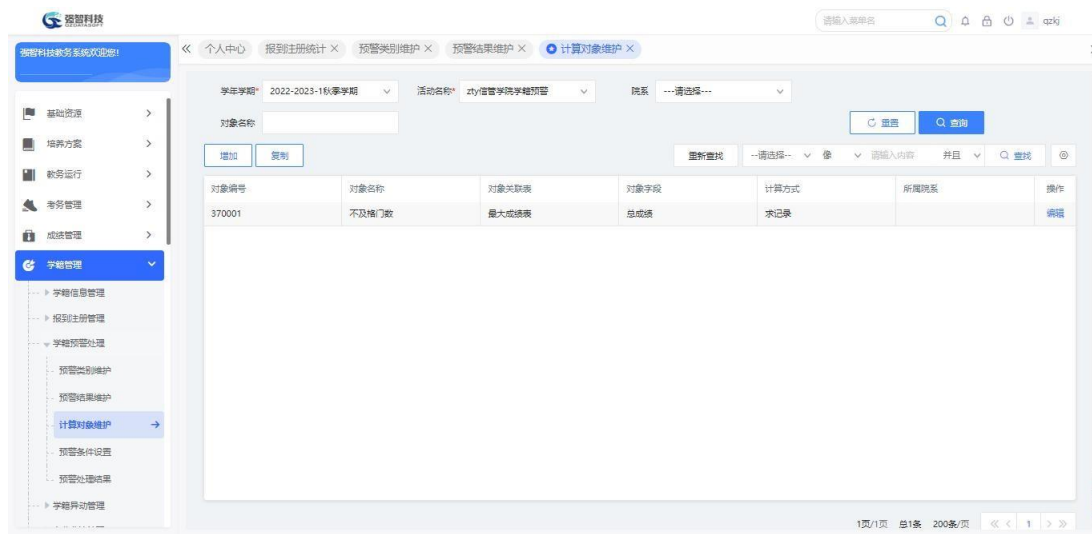 强智科技
QZDATASOFT
请输入菜单名
qzkj
强智科技教务系统欢迎您!
个人中心 报到注册统计 × 预警类别维护 × 预警结果维护 × 计算对象维护 ×
学年学期* 2022-2023-1秋季学期 活动名称* zty信管学院学籍预警 院系 ---请选择---
对象名称
重置 查询
增加 复制 重新查找 --请选择-- 像 请输入内容 并且 查找
对象编号 对象名称 对象关联表 对象字段 计算方式 所属院系 操作
370001 不及格门数 最大成绩表 总成绩 求记录 编辑
基础资源
培养方案
教务运行
考务管理
成绩管理
学籍管理
学籍信息管理
报到注册管理
学籍预警处理
预警类别维护
预警结果维护
计算对象维护
预警条件设置
预警处理结果
学籍异动管理
1页/1页 总1条 200条/页 1